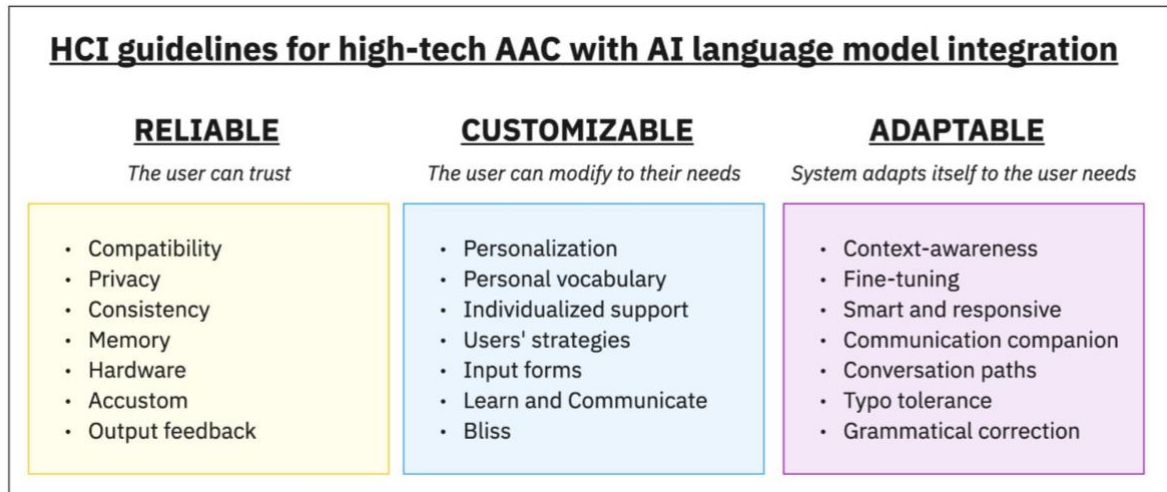 HCI guidelines for high-tech AAC with AI language model integration
RELIABLE
The user can trust
• Compatibility
• Privacy
• Consistency
• Memory
• Hardware
• Accustom
• Output feedback
CUSTOMIZABLE
The user can modify to their needs
• Personalization
• Personal vocabulary
• Individualized support
• Users' strategies
• Input forms
• Learn and Communicate
• Bliss
ADAPTABLE
System adapts itself to the user needs
• Context-awareness
• Fine-tuning
• Smart and responsive
• Communication companion
• Conversation paths
• Typo tolerance
• Grammatical correction